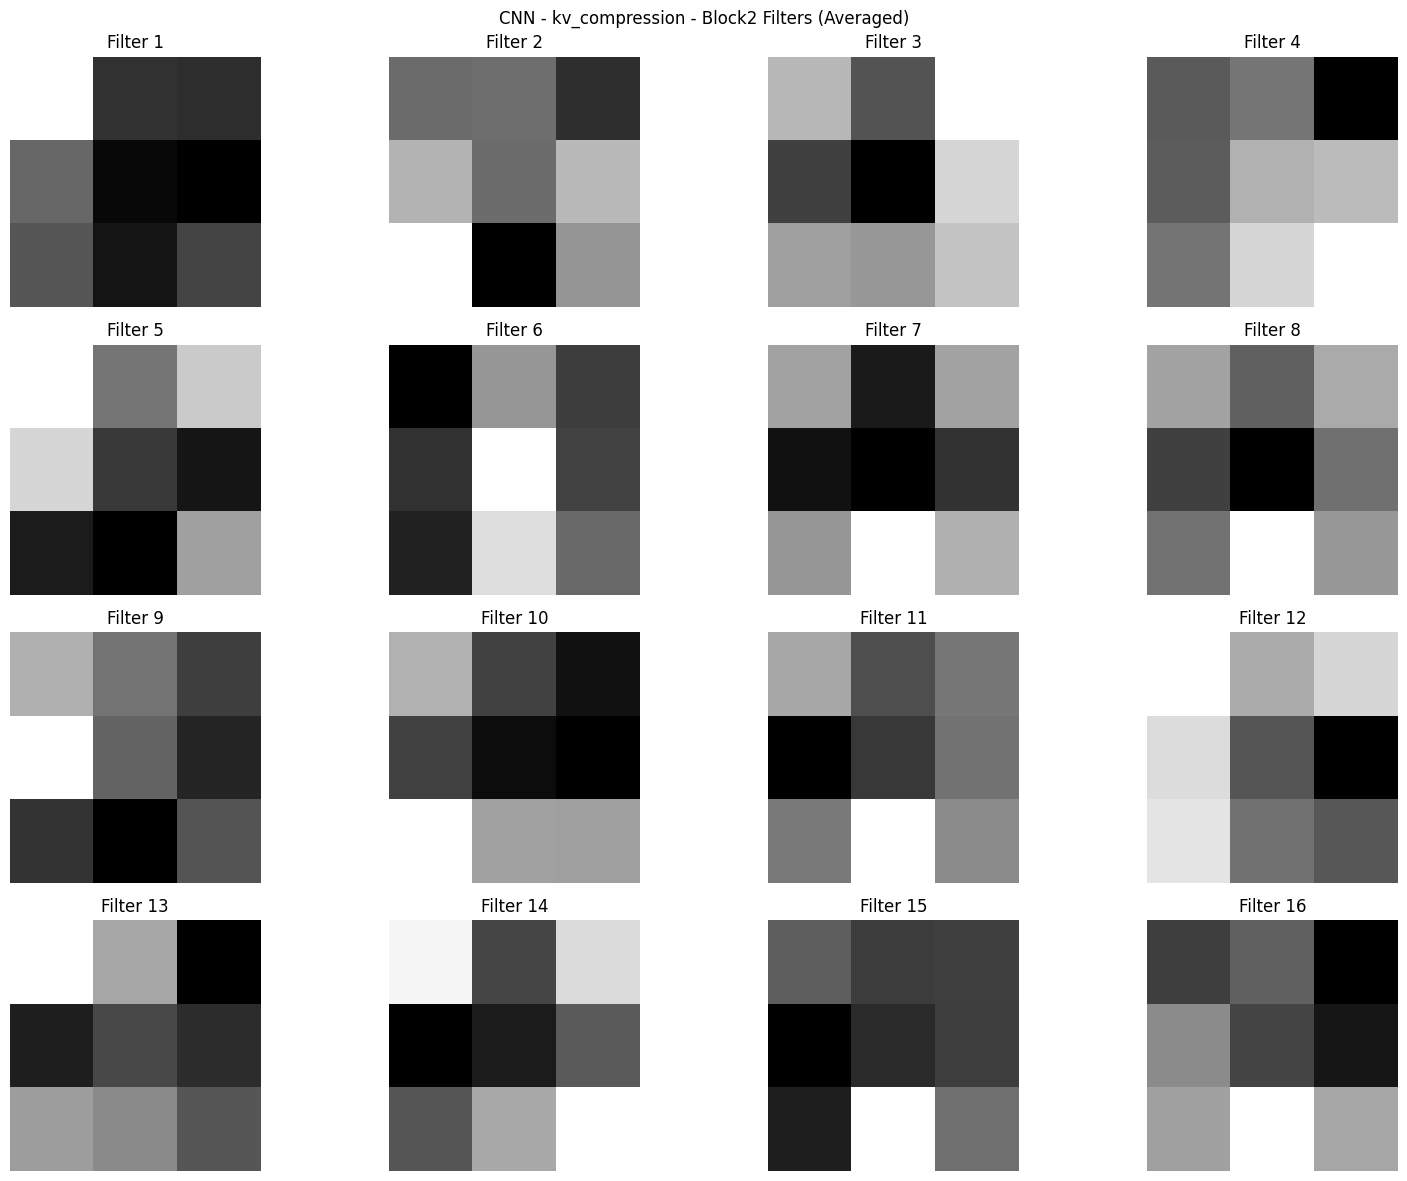 CNN - kv_compression - Block2 Filters (Averaged)
Filter 1
Filter 2
Filter 3
Filter 4
Filter 5
Filter 6
Filter 7
Filter 8
Filter 9
Filter 10
Filter 11
Filter 12
Filter 13
Filter 14
Filter 15
Filter 16